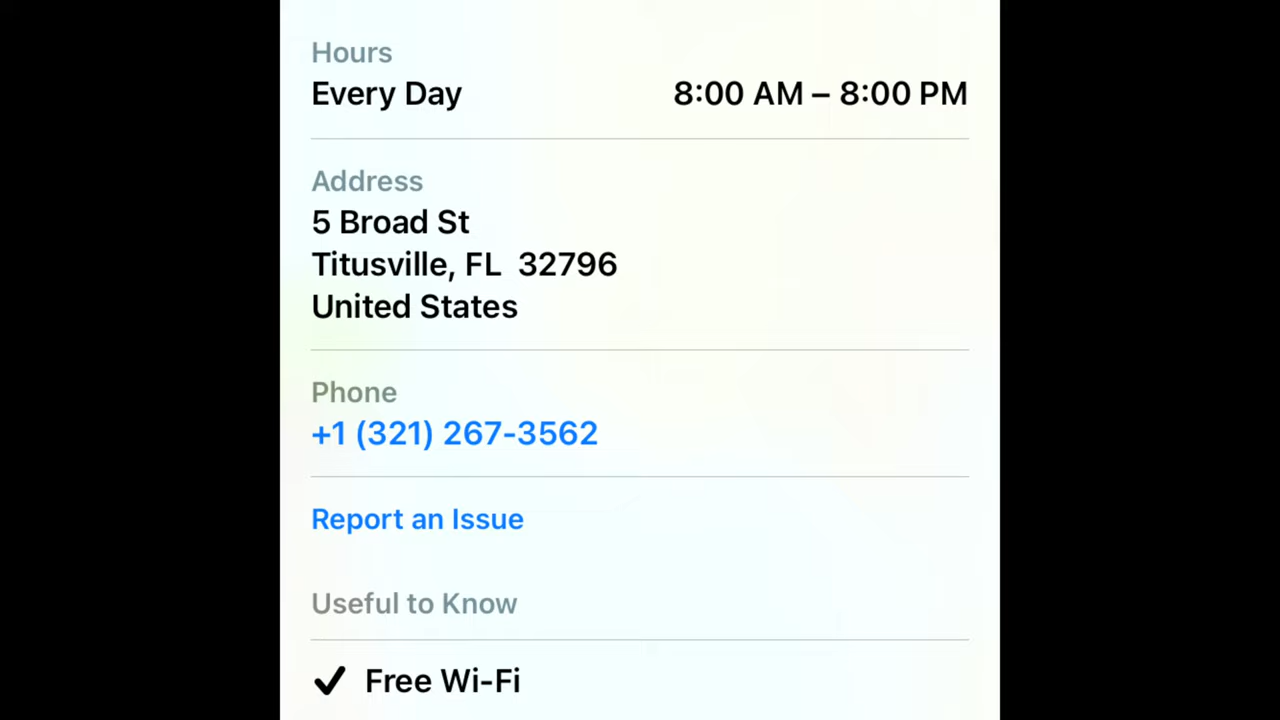 Hours
Every Day 8:00 AM – 8:00 PM
Address
5 Broad St
Titusville, FL 32796
United States
Phone
+1 (321) 267-3562
Report an Issue
Useful to Know
✓ Free Wi-Fi